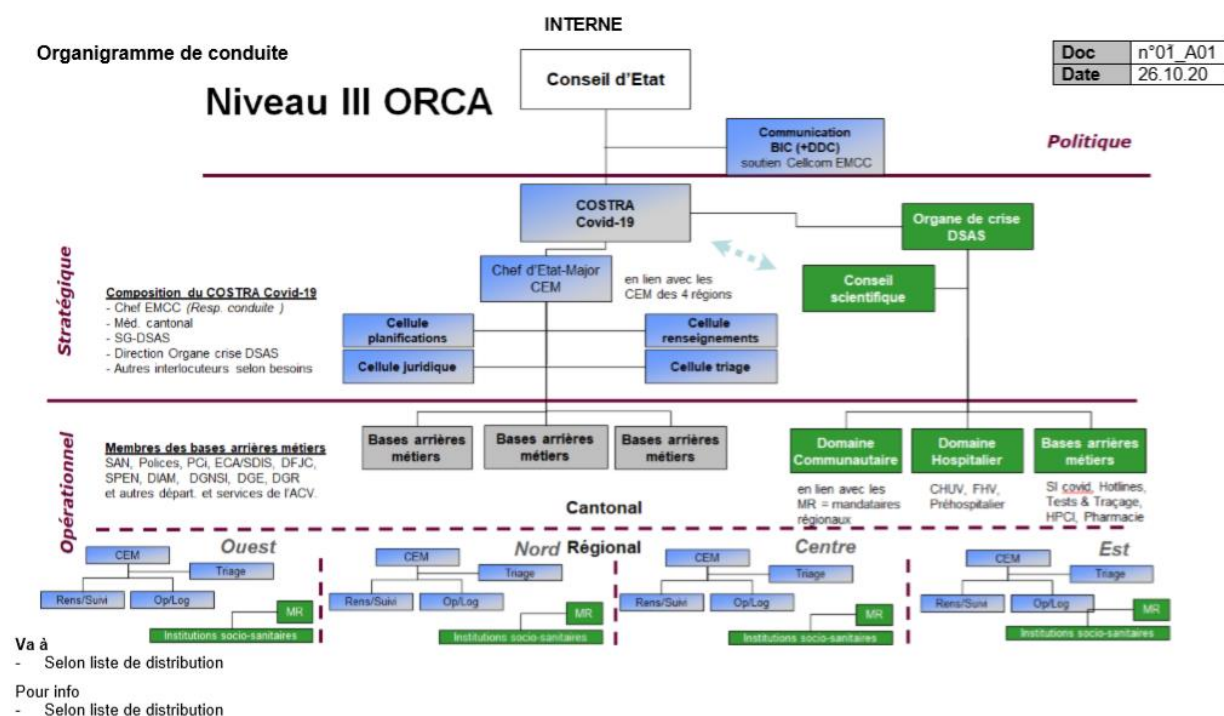 INTERNE
Organigramme de conduite
Doc n°01_A01
Date 26.10.20
Niveau III ORCA
Conseil d'Etat
Communication
BIC (+DDC)
soutien Cellcom EMCC
Politique
COSTRA
Covid-19
Organe de crise
DSAS
Stratégique
Chef d'Etat-Major
CEM
en lien avec les
CEM des 4 régions
Conseil
scientifique
Composition du COSTRA Covid-19
- Chef EMCC (Resp. conduite )
- Méd. cantonal
- SG-DSAS
- Direction Organe crise DSAS
- Autres interlocuteurs selon besoins
Cellule
planifications
Cellule
renseignements
Cellule juridique
Cellule triage
Opérationnel
Membres des bases arrières métiers
SAN, Polices, PCi, ECA/SDIS, DFJC,
SPEN, DIAM, DGNSI, DGE, DGR
et autres départ. et services de l'ACV.
Bases arrières
métiers
Bases arrières
métiers
Bases arrières
métiers
Domaine
Communautaire
Domaine
Hospitalier
Bases arrières
métiers
en lien avec les
MR = mandataires
régionaux
CHUV, FHV,
Préhospitalier
SI covid, Hotlines,
Tests & Traçage,
HPCI, Pharmacie
Cantonal
Régional
Ouest
CEM
Triage
Rens/Suivi
Op/Log
MR
Institutions socio-sanitaires
Nord
CEM
Triage
Rens/Suivi
Op/Log
MR
Institutions socio-sanitaires
Centre
CEM
Triage
Rens/Suivi
Op/Log
MR
Institutions socio-sanitaires
Est
CEM
Triage
Rens/Suivi
Op/Log
MR
Institutions socio-sanitaires
Va à
- Selon liste de distribution
Pour info
- Selon liste de distribution